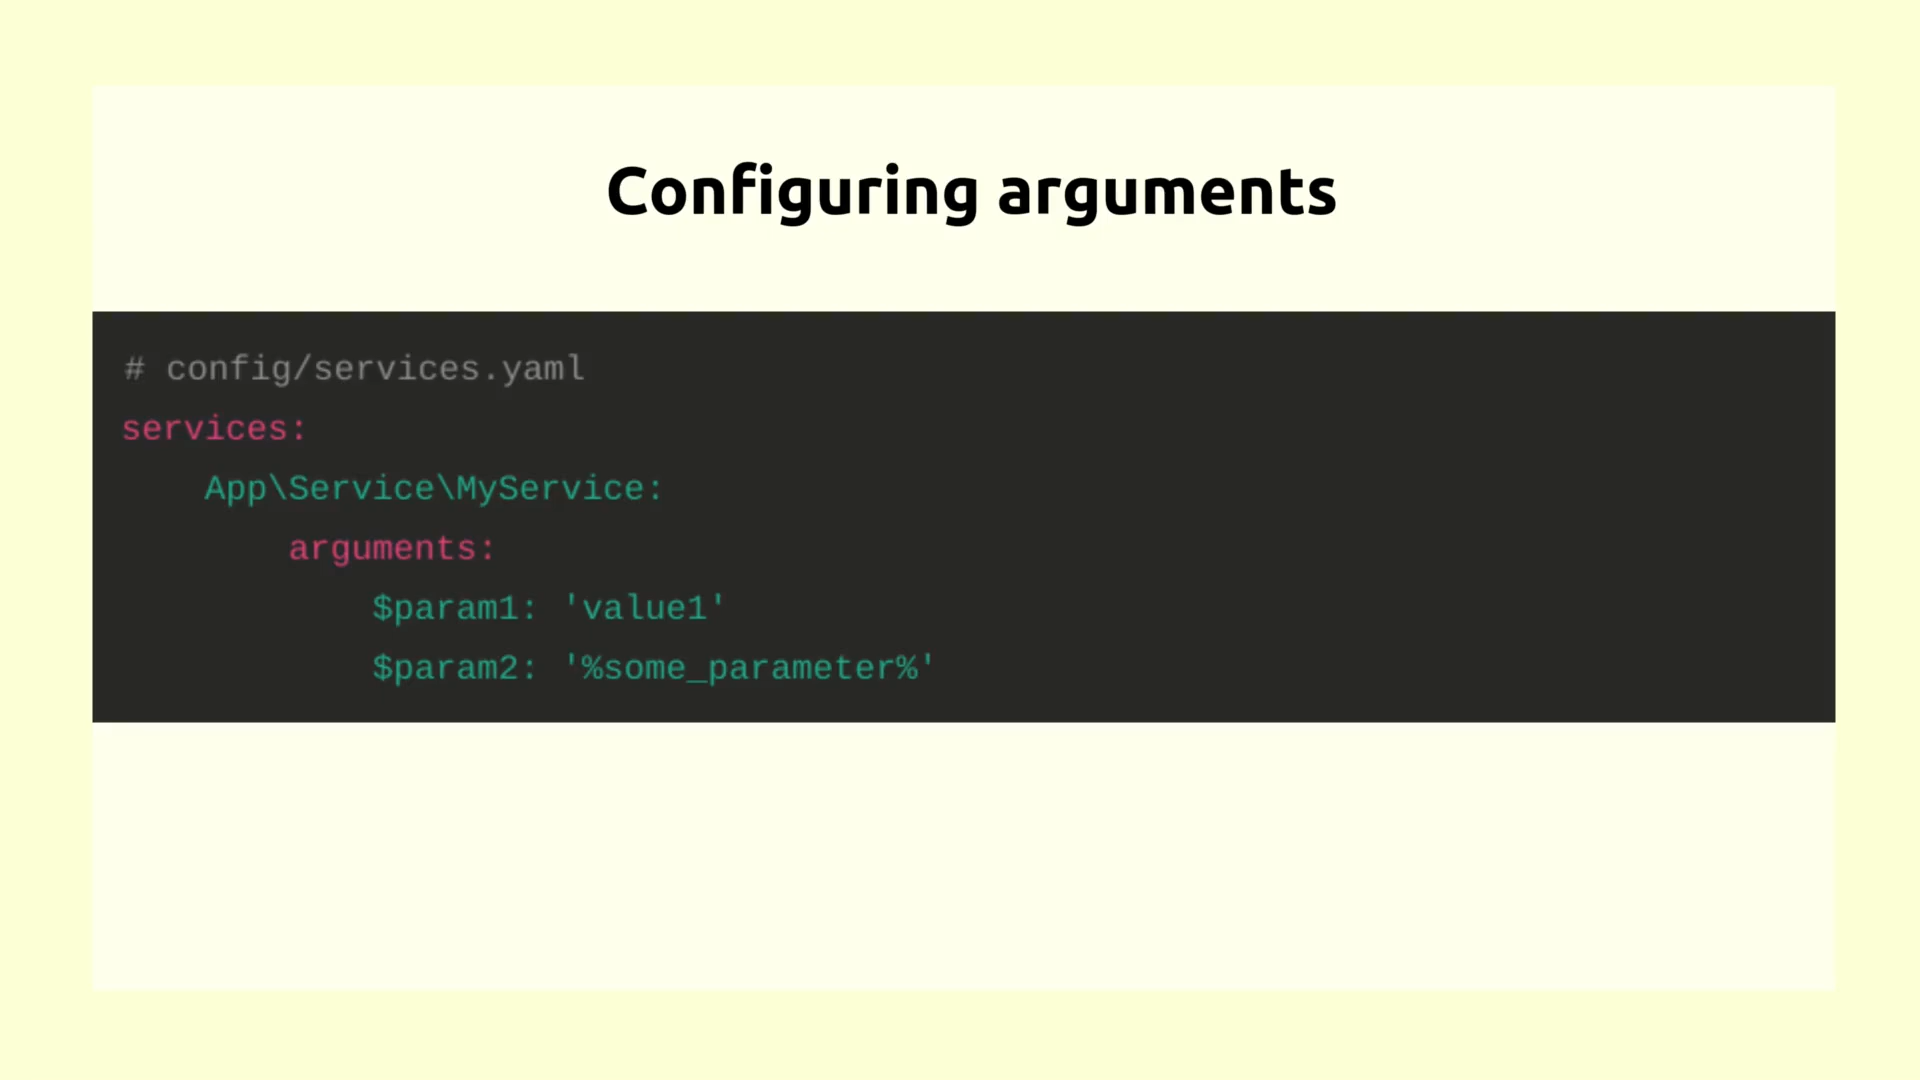 Configuring arguments
# config/services.yaml
services:
    App\Service\MyService:
        arguments:
            $param1: 'value1'
            $param2: '%some_parameter%'